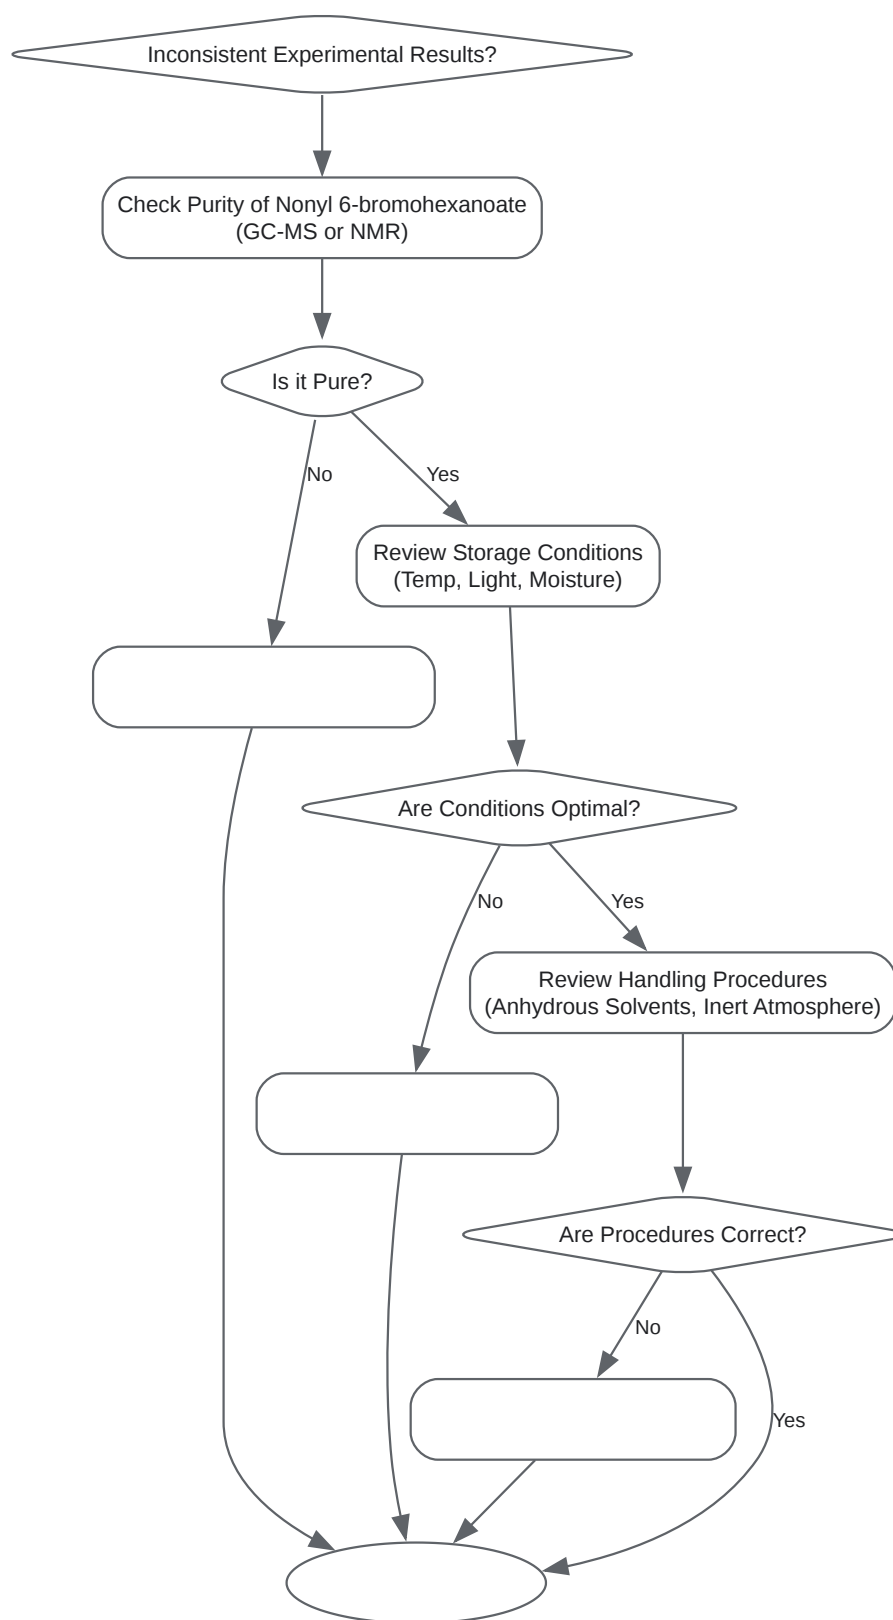 Inconsistent Experimental Results?
Check Purity of Nonyl 6-bromohexanoate
(GC-MS or NMR)
Is it Pure?
No
Yes
Review Storage Conditions
(Temp, Light, Moisture)
Are Conditions Optimal?
No
Yes
Review Handling Procedures
(Anhydrous Solvents, Inert Atmosphere)
Are Procedures Correct?
No
Yes